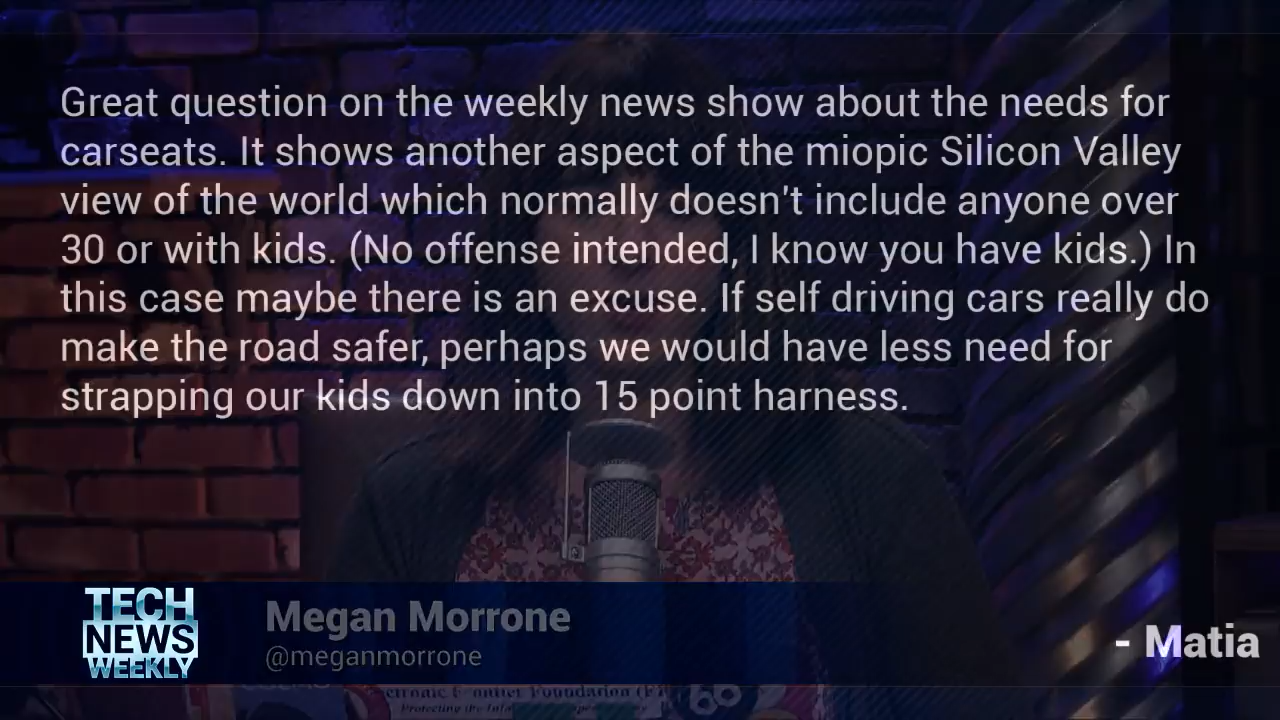 Great question on the weekly news show about the needs for
carseats. It shows another aspect of the miopic Silicon Valley
view of the world which normally doesn't include anyone over
30 or with kids. (No offense intended, I know you have kids.) In
this case maybe there is an excuse. If self driving cars really do
make the road safer, perhaps we would have less need for
strapping our kids down into 15 point harness.
TECH
NEWS
WEEKLY
Megan Morrone
@meganmorrone
- Matia
Frontier Foundation
Protecting the